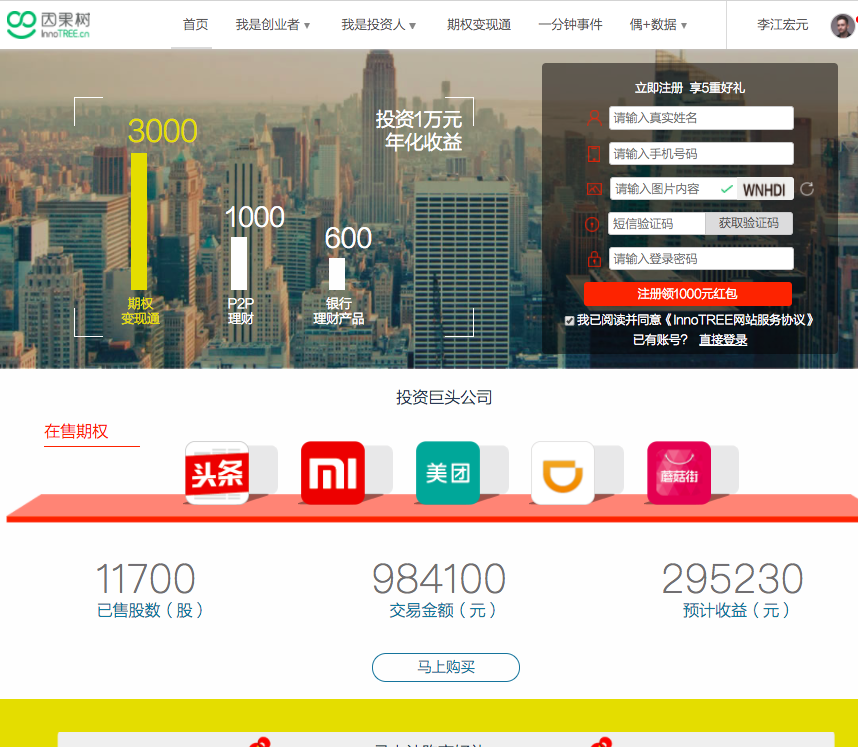 因果树
InnoTREE.cn
首页
我是创业者
我是投资人
期权变现通
一分钟事件
偶+数据
李江宏元
3000
1000
600
期权
变现通
P2P
理财
银行
理财产品
投资1万元
年化收益
立即注册 享5重好礼
请输入真实姓名
请输入手机号码
请输入图片内容
WNHDI
短信验证码
获取验证码
请输入登录密码
注册领1000元红包
我已阅读并同意《InnoTREE网站服务协议》
已有账号？ 直接登录
投资巨头公司
在售期权
头条
mi
美团
蘑菇街
11700
984100
295230
已售股数（股）
交易金额（元）
预计收益（元）
马上购买